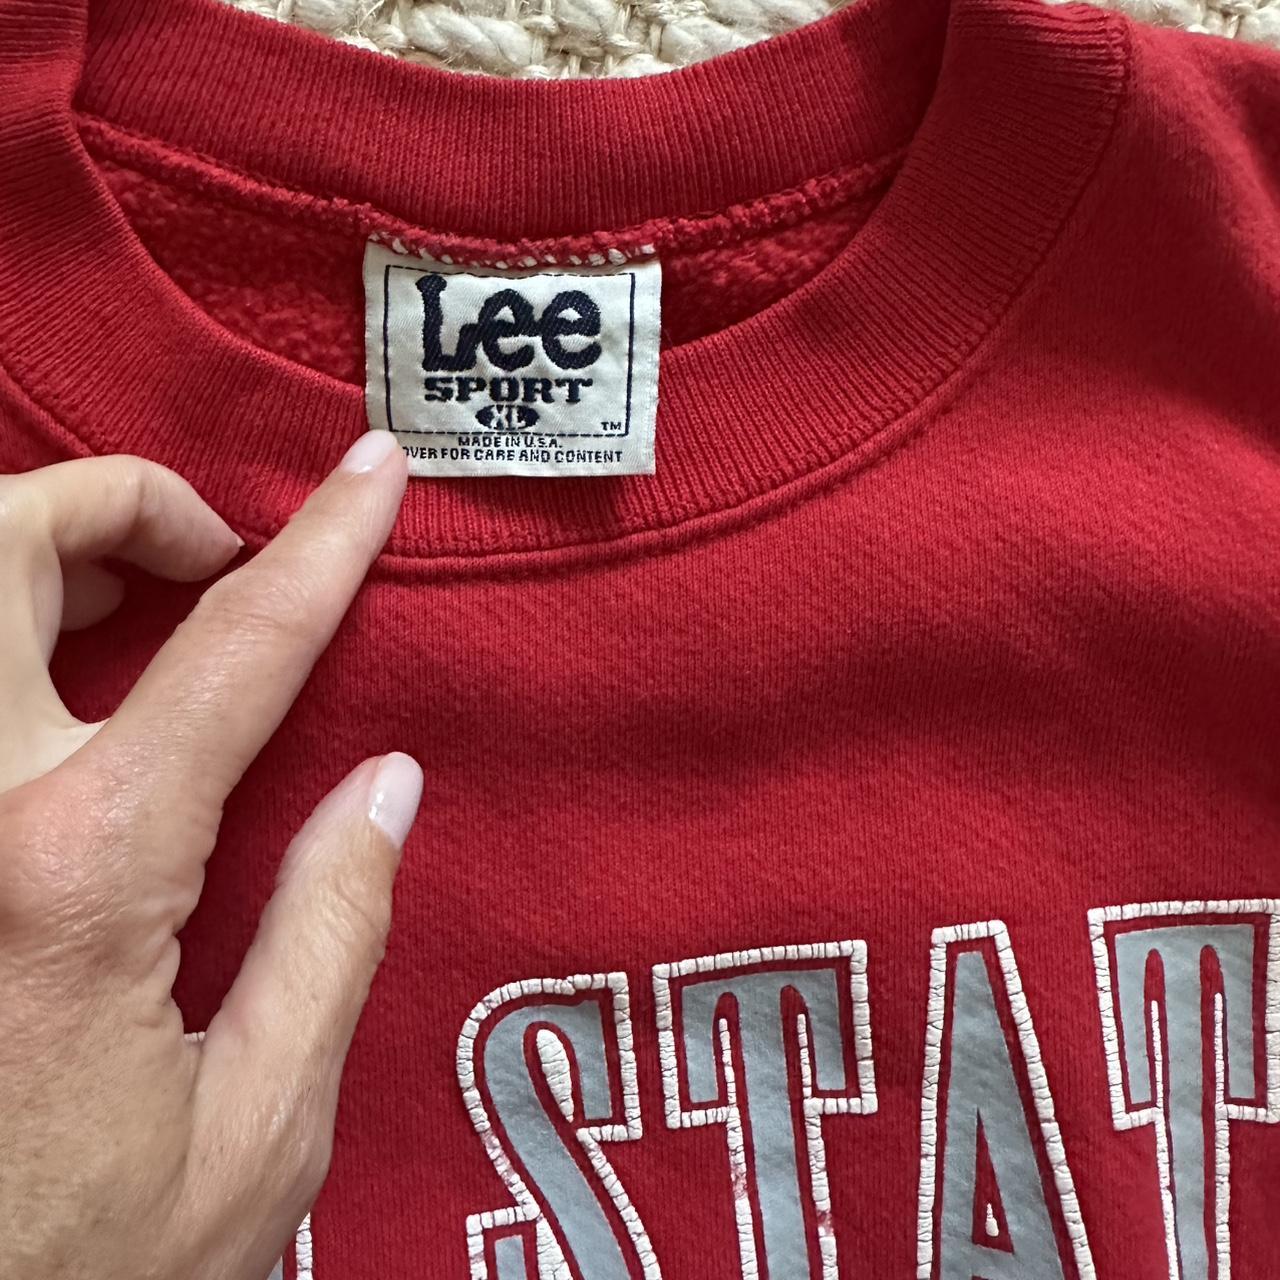 Lee
SPORT
XL
TM
MADE IN U.S.A.
OVER FOR CARE AND CONTENT
STAT